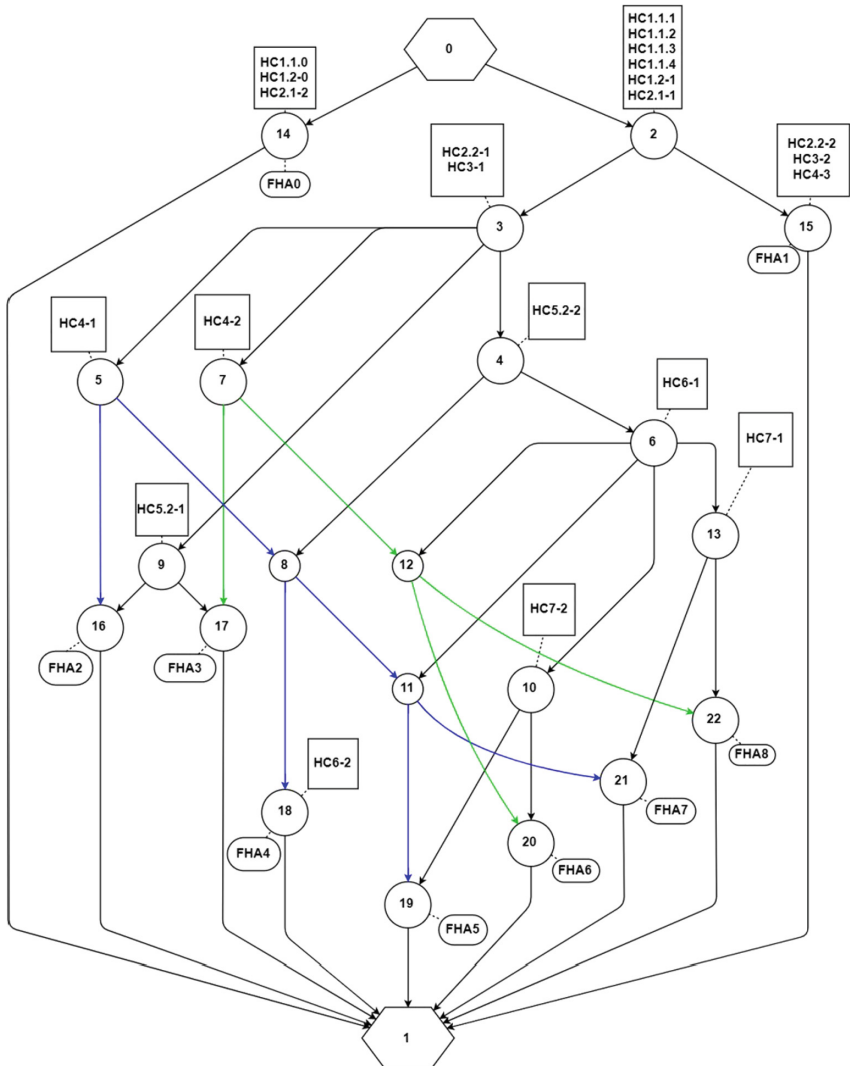 HC1.1.0
HC1.2-0
HC2.1-2
0
HC1.1.1
HC1.1.2
HC1.1.3
HC1.1.4
HC1.2-1
HC2.1-1
14
2
FHA0
HC2.2-1
HC3-1
HC2.2-2
HC3-2
HC4-3
3
15
FHA1
HC4-1
HC4-2
HC5.2-2
5
7
4
HC6-1
6
HC7-1
HC5.2-1
13
9
8
12
HC7-2
16
17
FHA2
FHA3
11
10
22
FHA8
HC6-2
21
FHA7
18
FHA4
20
FHA6
19
FHA5
1